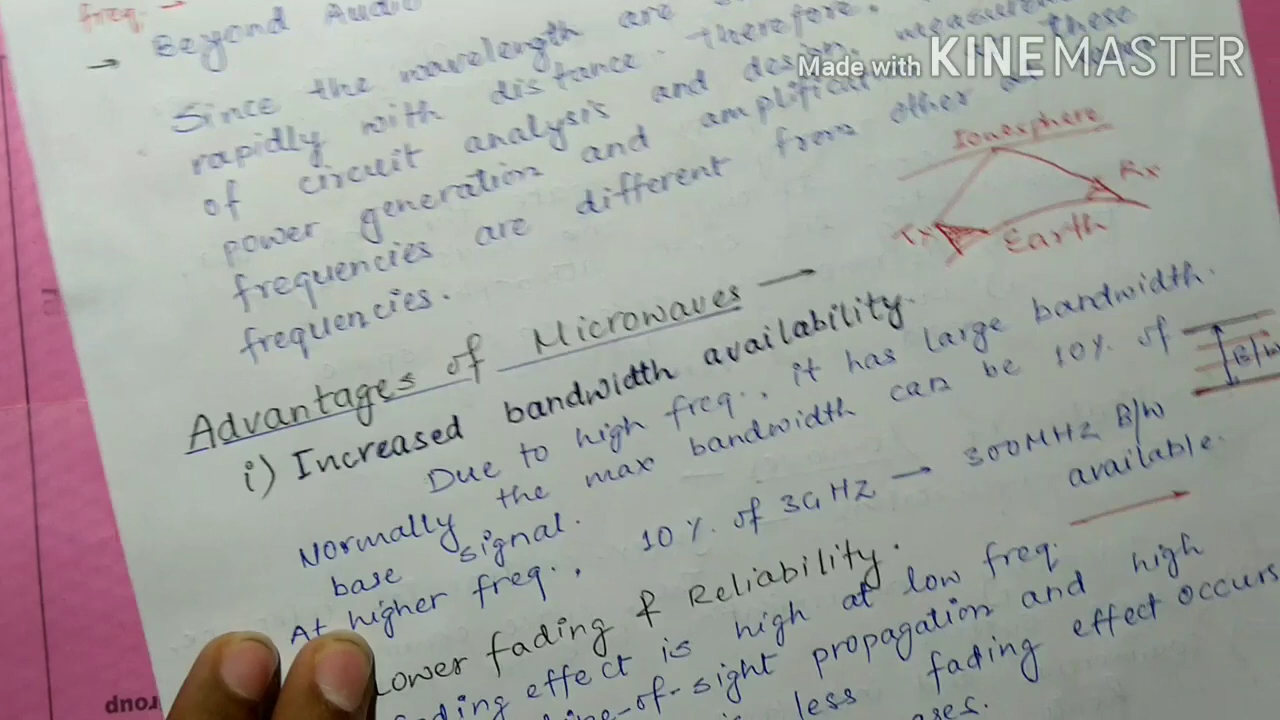 freq. →
→ Beyond Audio
Since the wavelength are
rapidly with distance. Therefore,
of circuit analysis and design, measurement
power generation and amplification these
frequencies are different from other
frequencies.
Made with KINEMASTER
Ionesphere
Rx
Tx
Earth
Advantages of Microwaves →
i) Increased bandwidth availability.
Due to high freq., it has large bandwidth.
Normally the max bandwidth can be 10% of
base signal.
B/w
At higher freq., 10% of 3GHZ → 300MHZ B/W
available.
Lower fading & Reliability.
effect is high at low freq.
line-of-sight propagation and high
less fading effect occurs